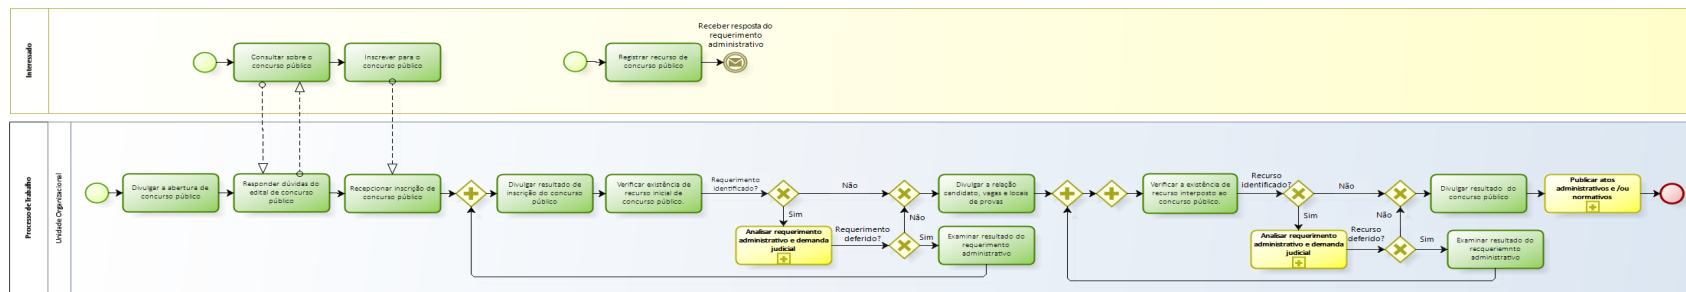 Interessado
Consultar sobre o
concurso público
Inscrever para o
concurso público
Registrar recurso de
concurso público
Receber resposta do
requerimento
administrativo
Processo de Trabalho
Unidade Organizacional
Divulgar a abertura de
concurso público
Responder dúvidas do
edital de concurso
público
Recepcionar inscrição de
concurso público
Divulgar resultado de
inscrição do concurso
público
Verificar existência de
recurso inicial de
concurso público.
Requerimento
identificado?
Não
Sim
Analisar requerimento
administrativo e demanda
judicial
Requerimento
deferido?
Não
Sim
Divulgar a relação
candidato, vagas e locais
de provas
Examinar resultado do
requerimento
administrativo
Verificar a existência de
recurso interposto ao
concurso público.
Recurso
identificado?
Não
Sim
Analisar requerimento
administrativo e demanda
judicial
Recurso
deferido?
Não
Sim
Divulgar resultado do
concurso público
Examinar resultado do
recqueriemnto
administrativo
Publicar atos
administrativos e /ou
normativos